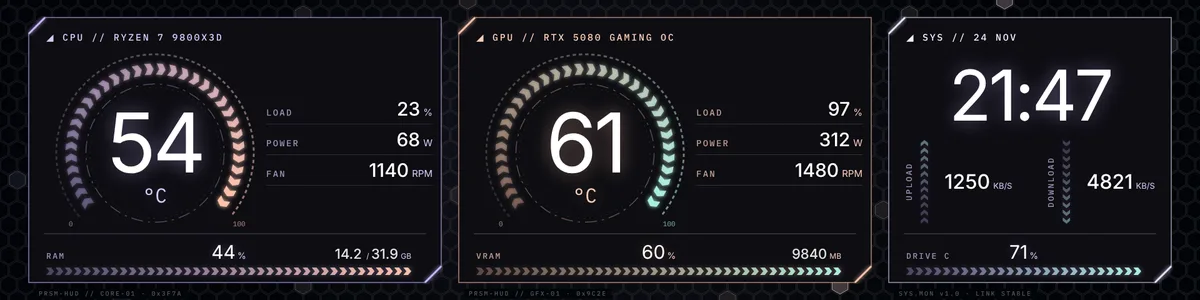 CPU // RYZEN 7 9800X3D
54
°C
0 100
LOAD 23 %
POWER 68 W
FAN 1140 RPM
RAM 44 % 14.2 / 31.9 GB
PRSM-HUD // CORE-01 · 0x3F7A
GPU // RTX 5080 GAMING OC
61
°C
0 100
LOAD 97 %
POWER 312 W
FAN 1480 RPM
VRAM 60 % 9840 MB
PRSM-HUD // GFX-01 · 0x9C2E
SYS // 24 NOV
21:47
UPLOAD 1250 KB/S
DOWNLOAD 4821 KB/S
DRIVE C 71 %
SYS.MON v1.0 · LINK STABLE